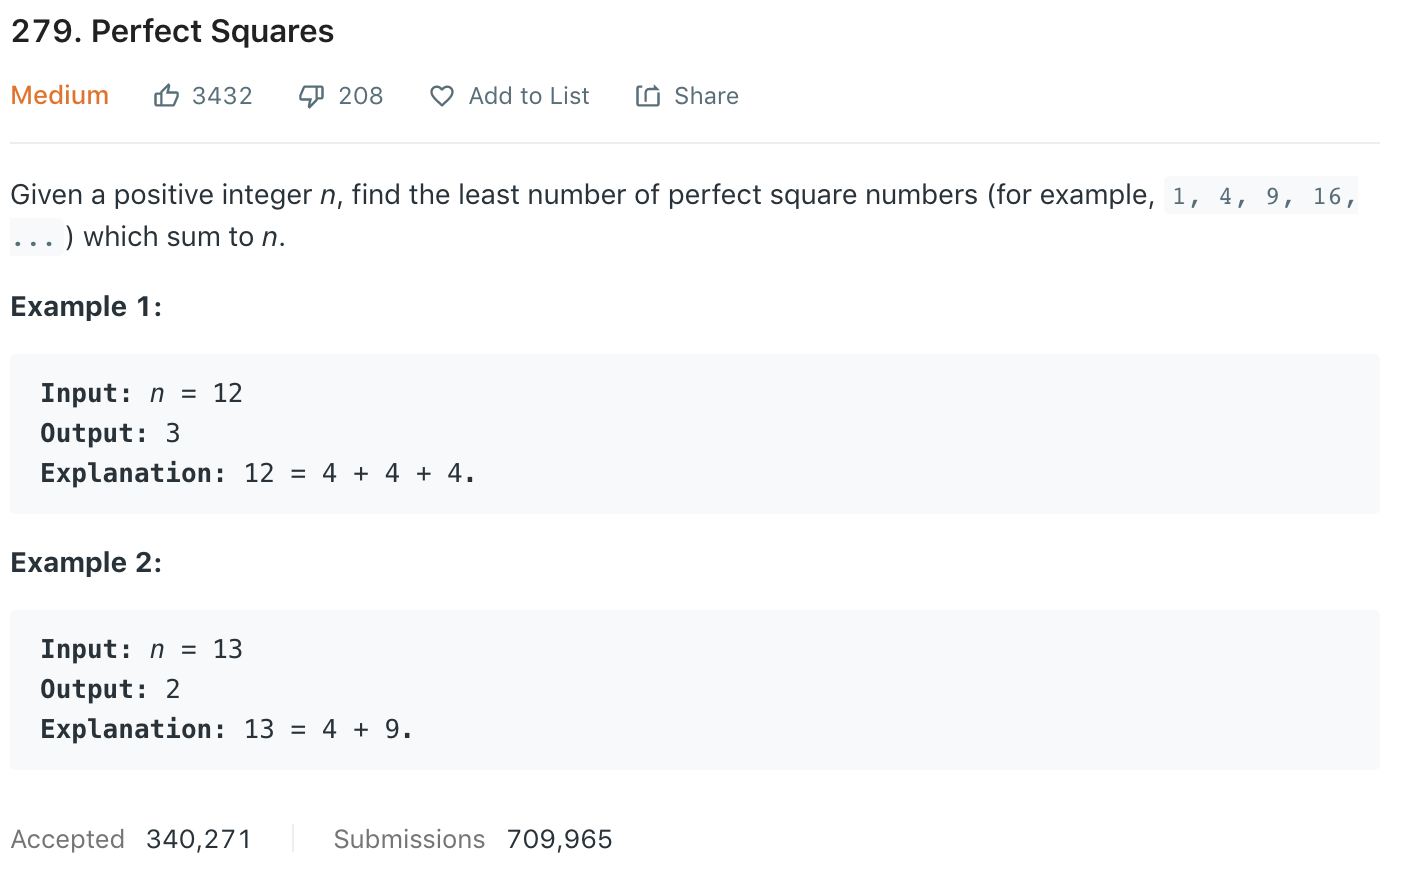 279. Perfect Squares
Medium 3432 208 Add to List Share
Given a positive integer n, find the least number of perfect square numbers (for example, 1, 4, 9, 16,
...) which sum to n.
Example 1:
Input: n = 12
Output: 3
Explanation: 12 = 4 + 4 + 4.
Example 2:
Input: n = 13
Output: 2
Explanation: 13 = 4 + 9.
Accepted 340,271 Submissions 709,965